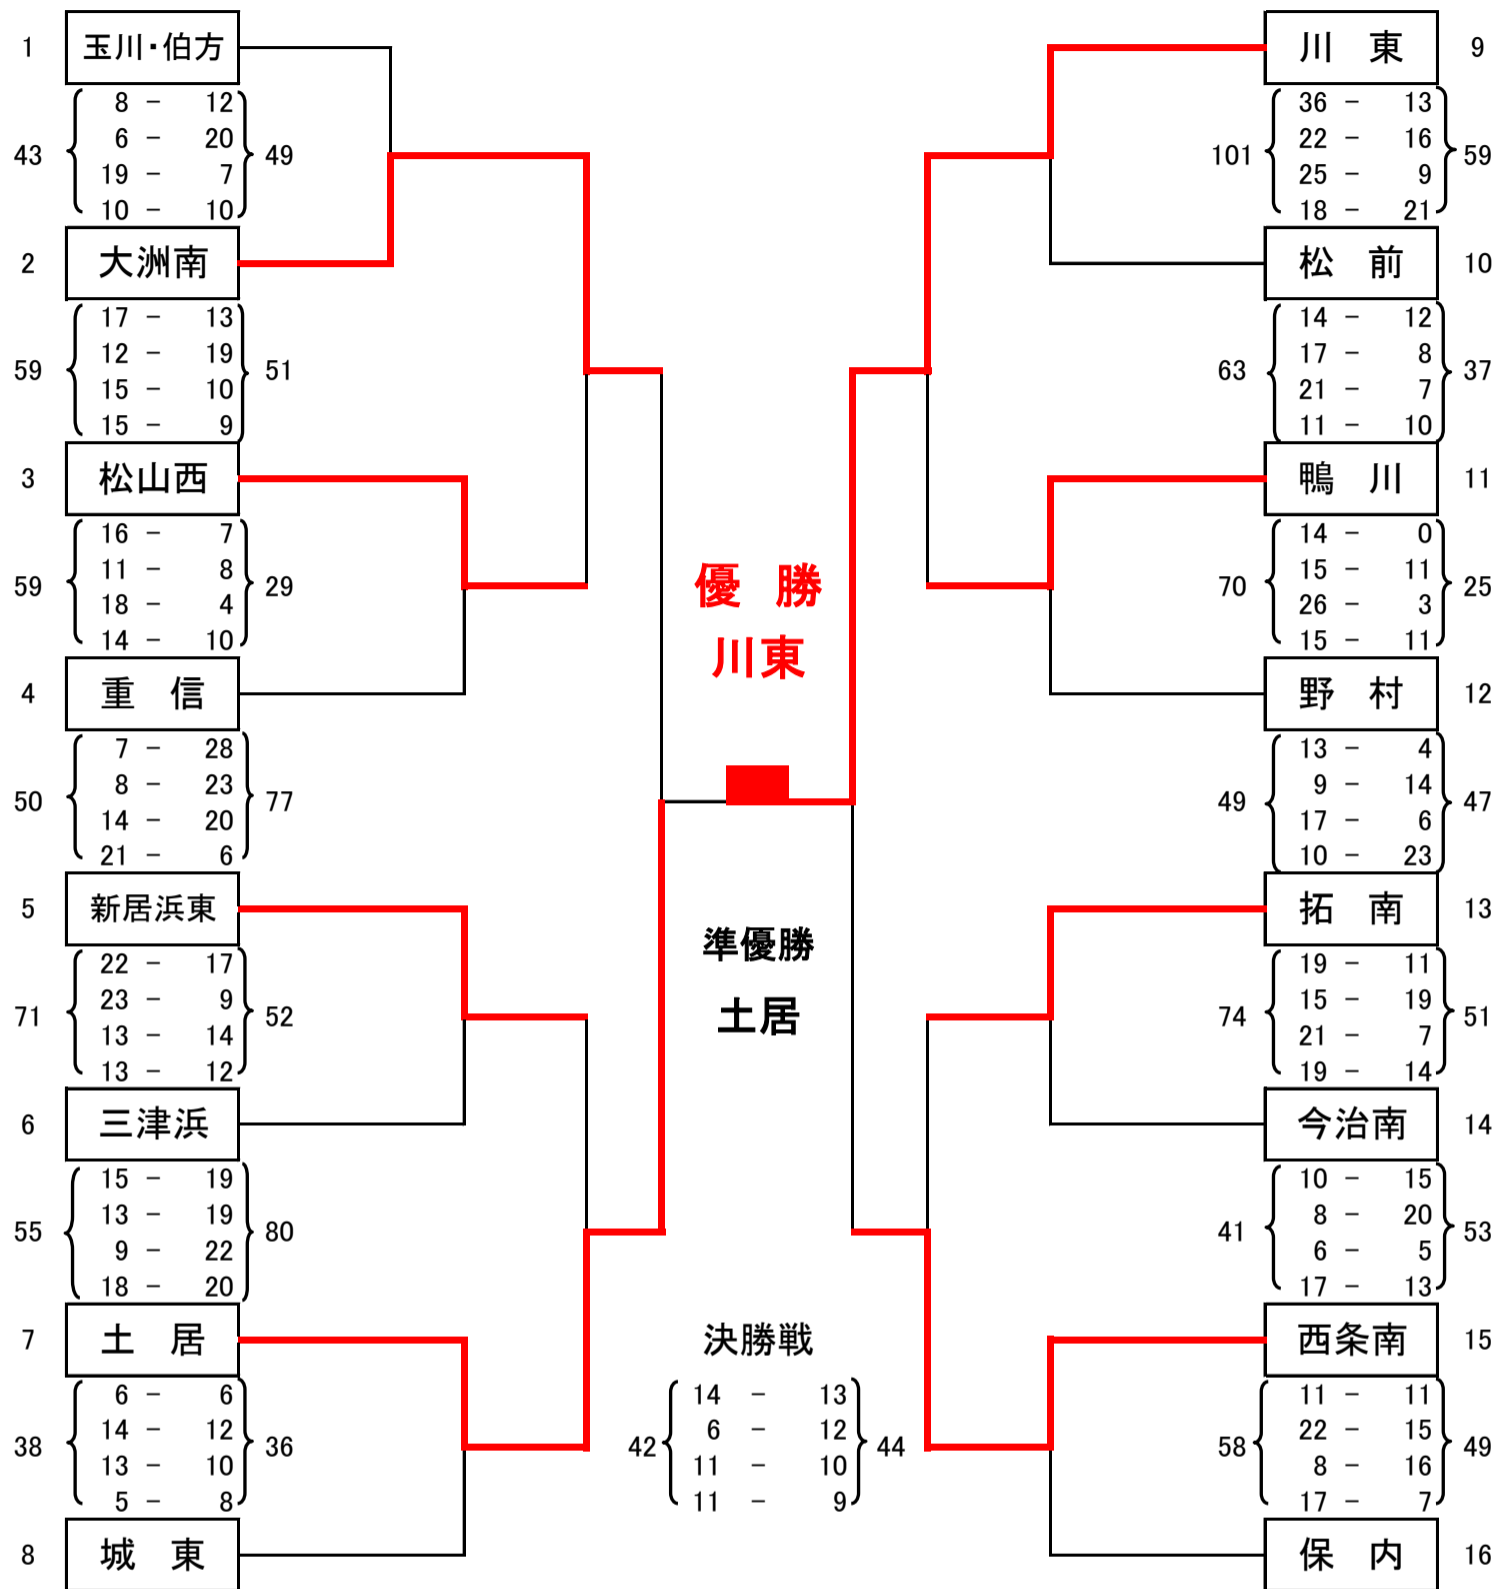 1 玉川・伯方
8 - 12
6 - 20
43 49
19 - 7
10 - 10
2 大洲南
17 - 13
12 - 19
59 51
15 - 10
15 - 9
3 松山西
16 - 7
11 - 8
59 29
18 - 4
14 - 10
4 重 信
7 - 28
8 - 23
50 77
14 - 20
21 - 6
5 新居浜東
22 - 17
23 - 9
71 52
13 - 14
13 - 12
6 三津浜
15 - 19
13 - 19
55 80
9 - 22
18 - 20
7 土 居
6 - 6
14 - 12
38 36
13 - 10
5 - 8
8 城 東
優 勝
川東
準優勝
土居
決勝戦
14 - 13
6 - 12
42 44
11 - 10
11 - 9
川 東 9
36 - 13
22 - 16
101 59
25 - 9
18 - 21
松 前 10
14 - 12
17 - 8
63 37
21 - 7
11 - 10
鴨 川 11
14 - 0
15 - 11
70 25
26 - 3
15 - 11
野 村 12
13 - 4
9 - 14
49 47
17 - 6
10 - 23
拓 南 13
19 - 11
15 - 19
74 51
21 - 7
19 - 14
今治南 14
10 - 15
8 - 20
41 53
6 - 5
17 - 13
西条南 15
11 - 11
22 - 15
58 49
8 - 16
17 - 7
保 内 16